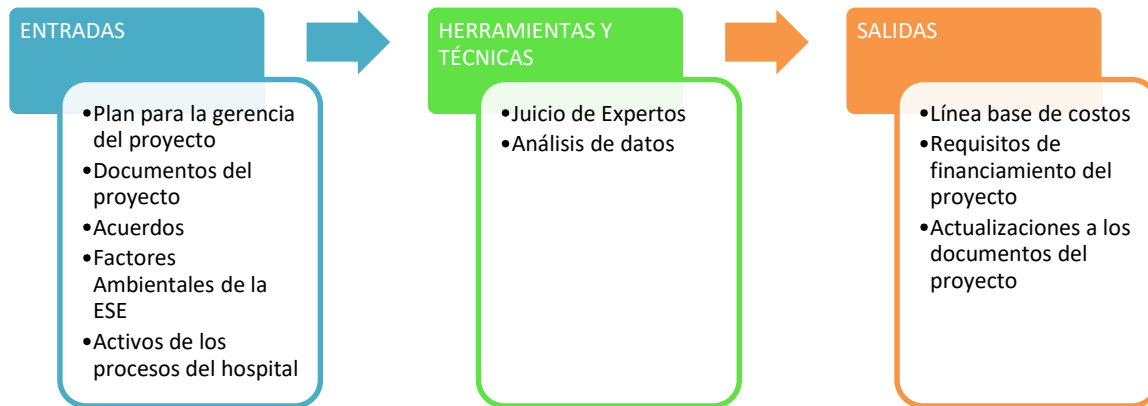 ENTRADAS
•Plan para la gerencia
del proyecto
•Documentos del
proyecto
•Acuerdos
•Factores
Ambientales de la
ESE
•Activos de los
procesos del hospital
HERRAMIENTAS Y
TÉCNICAS
•Juicio de Expertos
•Análisis de datos
SALIDAS
•Línea base de costos
•Requisitos de
financiamiento del
proyecto
•Actualizaciones a los
documentos del
proyecto